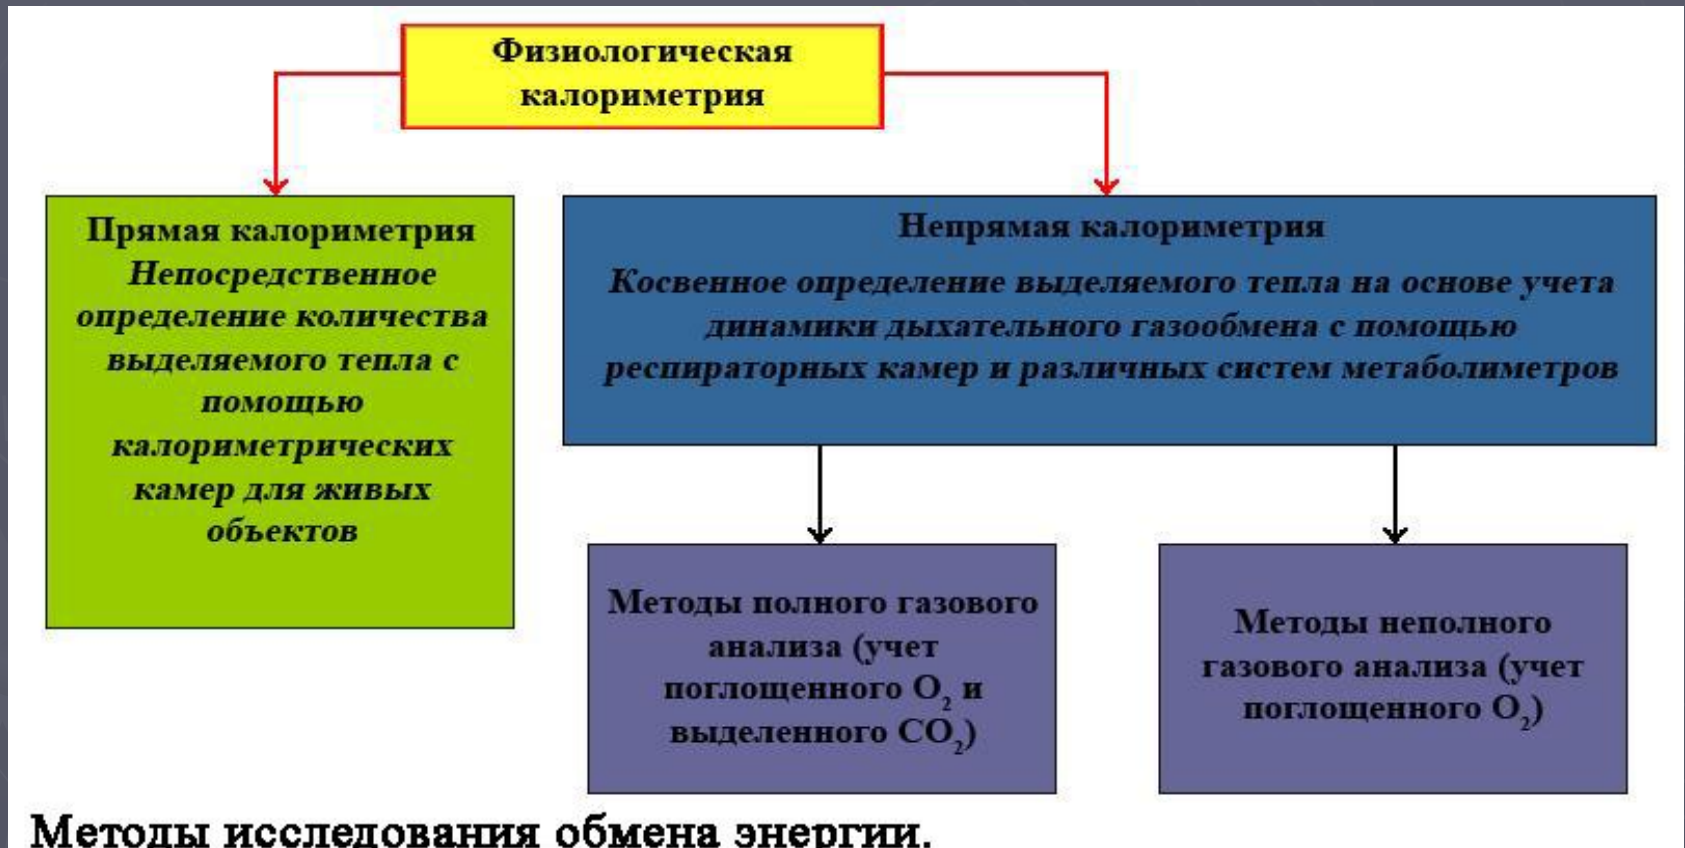 Физиологическая
калориметрия
Прямая калориметрия
Непосредственное
определение количества
выделяемого тепла с
помощью
калориметрических
камер для живых
объектов
Непрямая калориметрия
Косвенное определение выделяемого тепла на основе учета
динамики дыхательного газообмена с помощью
респираторных камер и различных систем метаболиметров
Методы полного газового
анализа (учет
поглощенного O₂ и
выделенного CO₂)
Методы неполного
газового анализа (учет
поглощенного O₂)
Методы исследования обмена энергии.